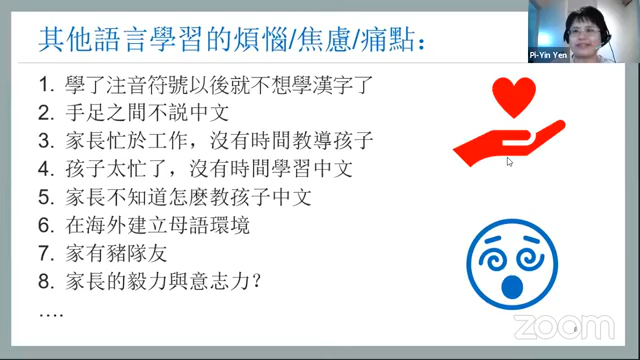 其他語言學習的煩惱/焦慮/痛點：
Pi-Yin Yen
1. 學了注音符號以後就不想學漢字了
2. 手足之間不説中文
3. 家長忙於工作，沒有時間教導孩子
4. 孩子太忙了，沒有時間學習中文
5. 家長不知道怎麼教孩子中文
6. 在海外建立母語環境
7. 家有豬隊友
8. 家長的毅力與意志力？
....
zoom